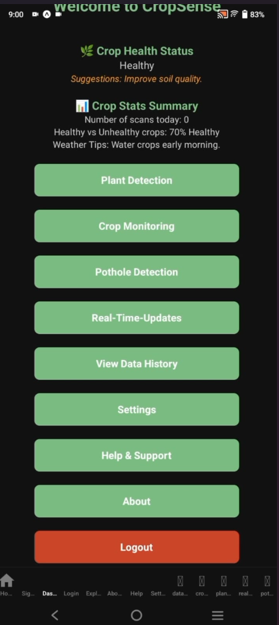 Welcome to CropSense
9:00
83%
🌿 Crop Health Status
Healthy
Suggestions: Improve soil quality.
📊 Crop Stats Summary
Number of scans today: 0
Healthy vs Unhealthy crops: 70% Healthy
Weather Tips: Water crops early morning.
Plant Detection
Crop Monitoring
Pothole Detection
Real-Time-Updates
View Data History
Settings
Help & Support
About
Logout
Ho... Sig... Das... Login Expl... Abo... Help Sett... data... cro... plan... real... pot...